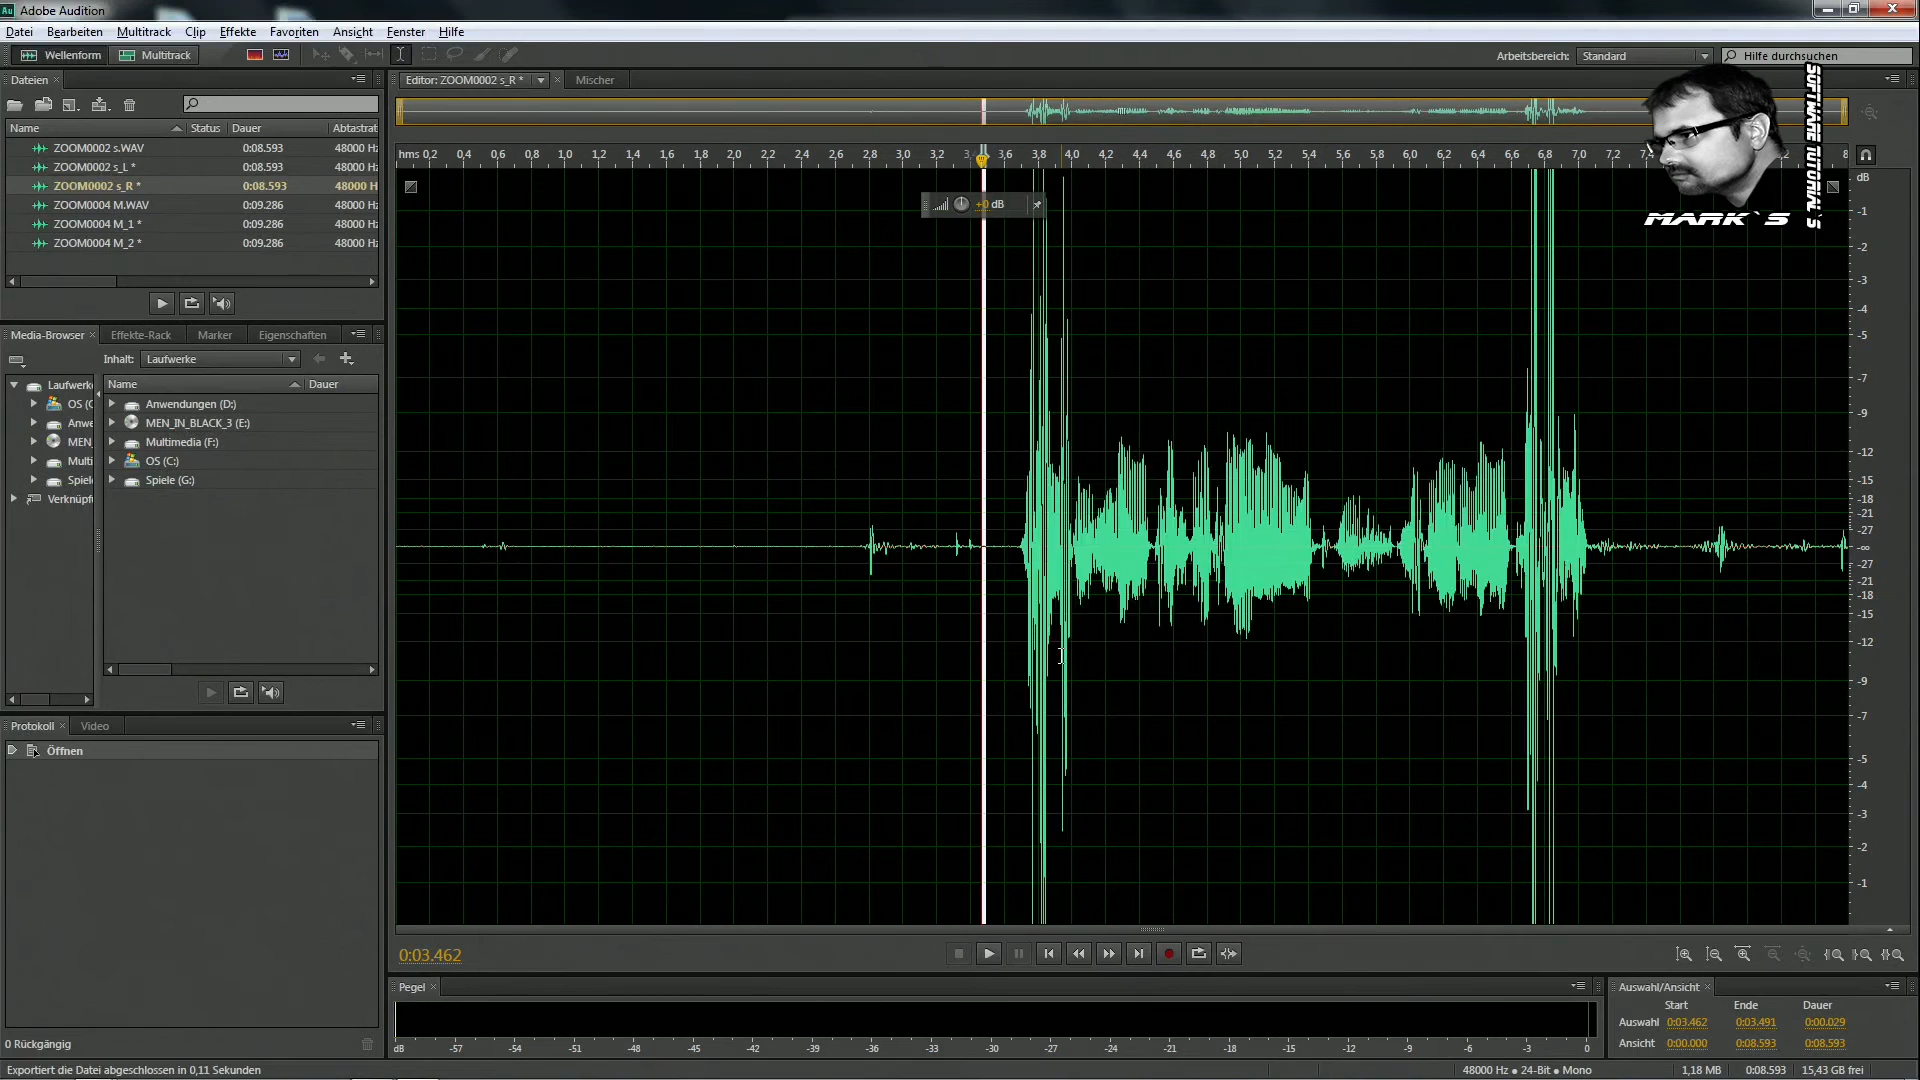 Au Adobe Audition
Datei Bearbeiten Multitrack Clip Effekte Favoriten Ansicht Fenster Hilfe
Wellenform Multitrack
Arbeitsbereich: Standard
Hilfe durchsuchen
Dateien
Name Status Dauer Abtastrat
ZOOM0002 s.WAV 0:08.593 48000 Hz
ZOOM0002 s_L * 0:08.593 48000 Hz
ZOOM0002 s_R * 0:08.593 48000 H
ZOOM0004 M.WAV 0:09.286 48000 Hz
ZOOM0004 M_1 * 0:09.286 48000 Hz
ZOOM0004 M_2 * 0:09.286 48000 Hz
Media-Browser Effekte-Rack Marker Eigenschaften
Inhalt: Laufwerke
Laufwerke
OS (C
Anwe
MEN_
Multi
Spiele
Verknüpf
Name Dauer
Anwendungen (D:)
MEN_IN_BLACK_3 (E:)
Multimedia (F:)
OS (C:)
Spiele (G:)
Protokoll Video
Öffnen
0 Rückgängig
Editor: ZOOM0002 s_R * Mischer
hms 0,2 0,4 0,6 0,8 1,0 1,2 1,4 1,6 1,8 2,0 2,2 2,4 2,6 2,8 3,0 3,2 3,6 3,8 4,0 4,2 4,4 4,6 4,8 5,0 5,2 5,4 5,6 5,8 6,0 6,2 6,4 6,6 6,8 7,0 7,2 8
+0 dB
SOFTWARE TUTORIAL`S
MARK`S
dB
-1
-2
-3
-4
-5
-7
-9
-12
-15
-18
-21
-27
-∞
-27
-21
-18
-15
-12
-9
-7
-5
-4
-3
-2
-1
0:03.462
Pegel
dB -57 -54 -51 -48 -45 -42 -39 -36 -33 -30 -27 -24 -21 -18 -15 -12 -9 -6 -3 0
Auswahl/Ansicht
Start Ende Dauer
Auswahl 0:03.462 0:03.491 0:00.029
Ansicht 0:00.000 0:08.593 0:08.593
Exportiert die Datei abgeschlossen in 0,11 Sekunden
48000 Hz • 24-Bit • Mono 1,18 MB 0:08.593 15,43 GB frei